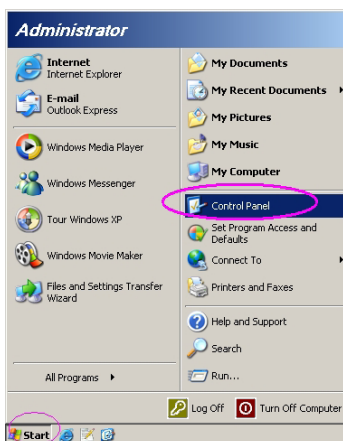 Administrator
Internet
Internet Explorer
E-mail
Outlook Express
Windows Media Player
Windows Messenger
Tour Windows XP
Windows Movie Maker
Files and Settings Transfer
Wizard
All Programs
My Documents
My Recent Documents
My Pictures
My Music
My Computer
Control Panel
Set Program Access and
Defaults
Connect To
Printers and Faxes
Help and Support
Search
Run...
Log Off
Turn Off Computer
Start